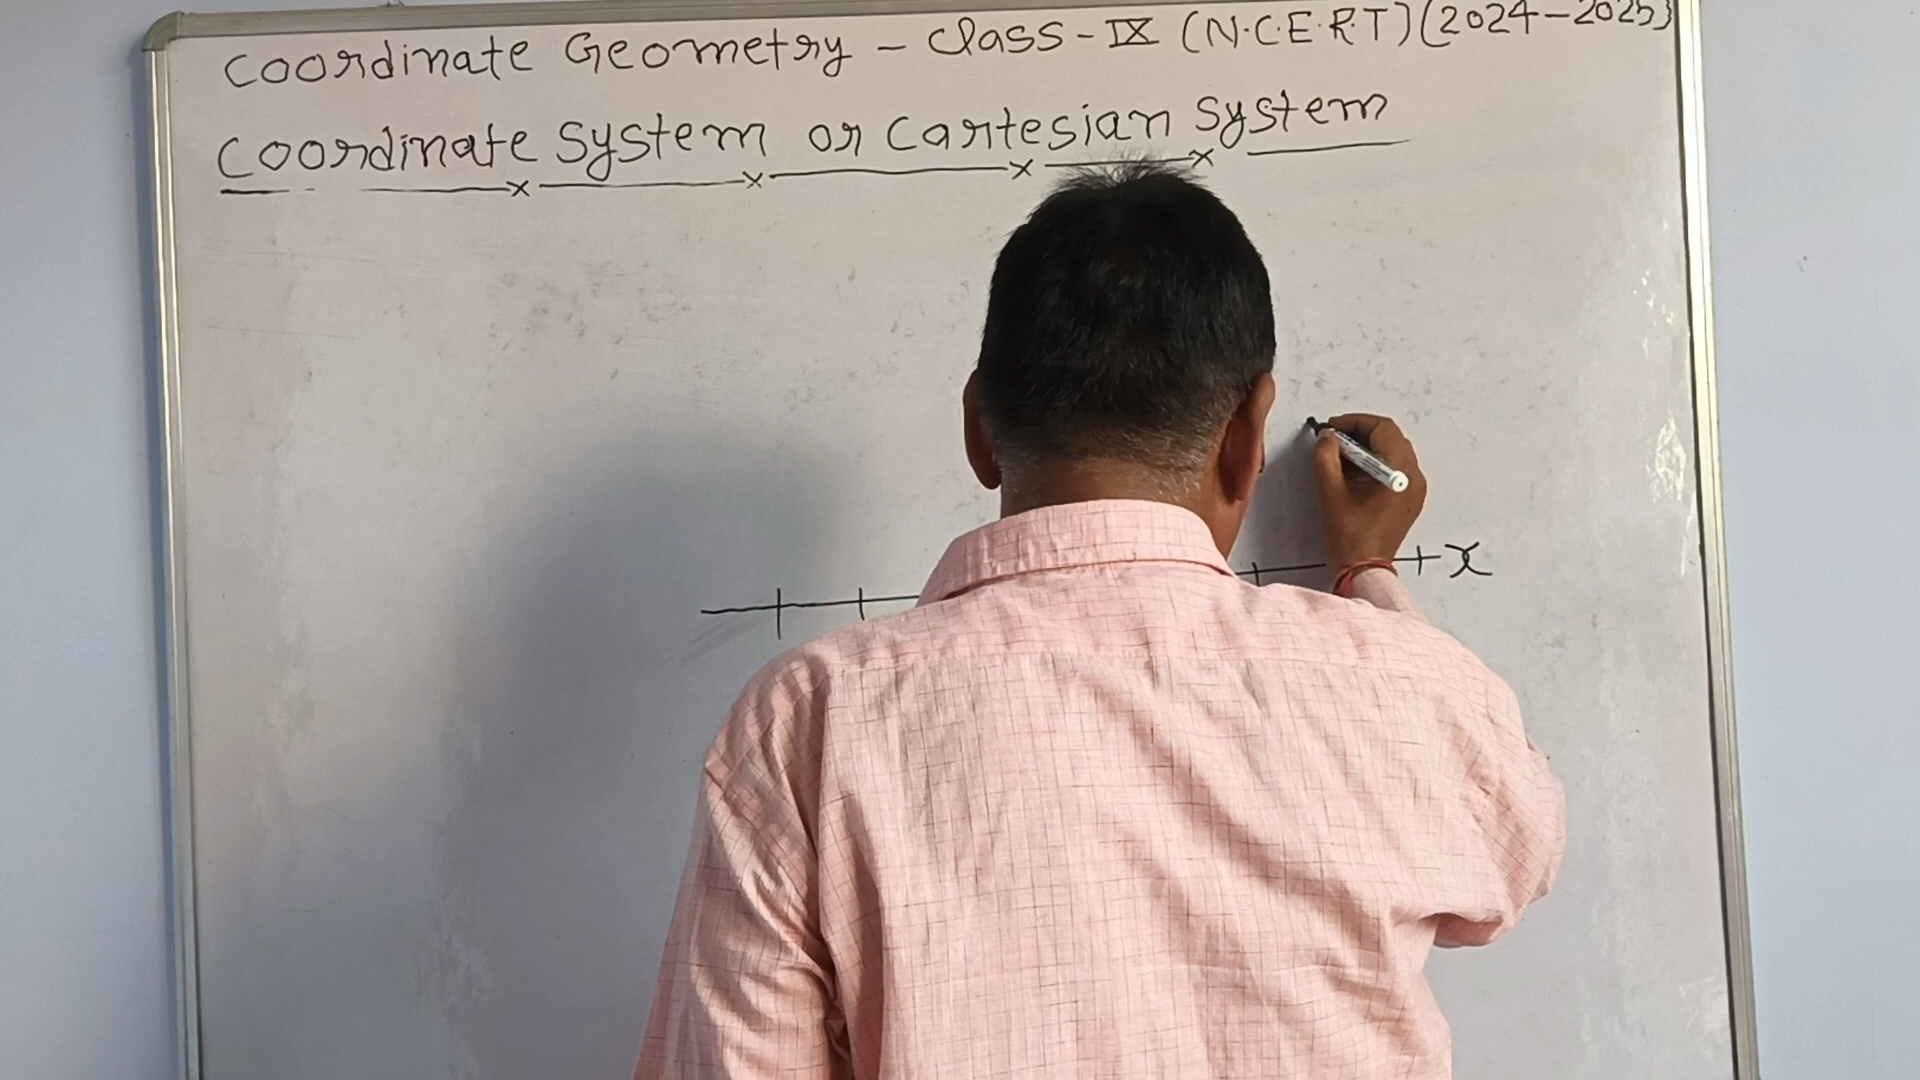 Coordinate Geometry - Class-IX (N.C.E.R.T) (2024-2025)
Coordinate System or Cartesian System
x